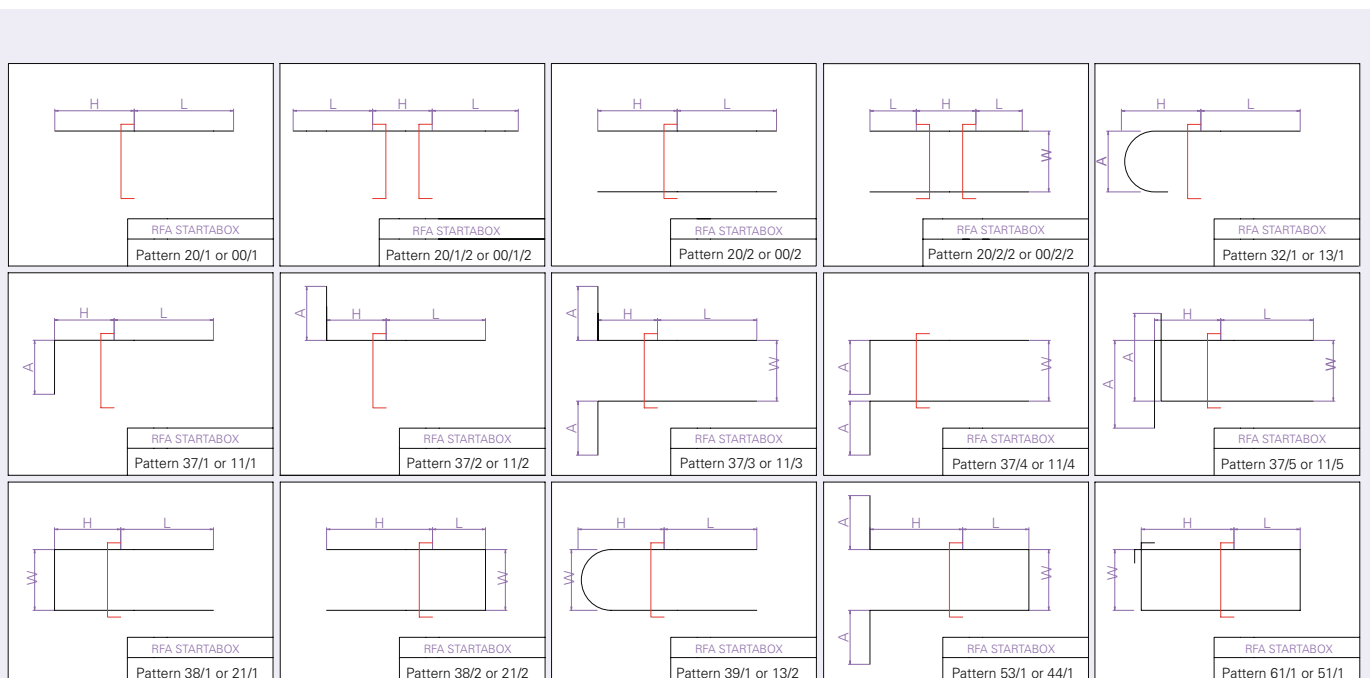 H L
RFA STARTABOX
Pattern 20/1 or 00/1
L H L
RFA STARTABOX
Pattern 20/1/2 or 00/1/2
H L
RFA STARTABOX
Pattern 20/2 or 00/2
L H L
W
RFA STARTABOX
Pattern 20/2/2 or 00/2/2
H L
A
RFA STARTABOX
Pattern 32/1 or 13/1
H L
A
RFA STARTABOX
Pattern 37/1 or 11/1
A
H L
RFA STARTABOX
Pattern 37/2 or 11/2
A
H L
W
A
RFA STARTABOX
Pattern 37/3 or 11/3
A
W
A
RFA STARTABOX
Pattern 37/4 or 11/4
H L
A
W
A
RFA STARTABOX
Pattern 37/5 or 11/5
H L
W
RFA STARTABOX
Pattern 38/1 or 21/1
H L
W
RFA STARTABOX
Pattern 38/2 or 21/2
H L
W
RFA STARTABOX
Pattern 39/1 or 13/2
A
H L
W
A
RFA STARTABOX
Pattern 53/1 or 44/1
H L
W
RFA STARTABOX
Pattern 61/1 or 51/1